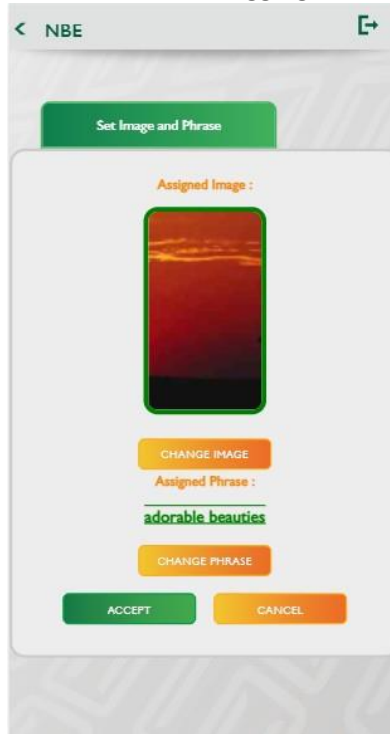 NBE
Set Image and Phrase
Assigned Image :
CHANGE IMAGE
Assigned Phrase :
adorable beauties
CHANGE PHRASE
ACCEPT CANCEL